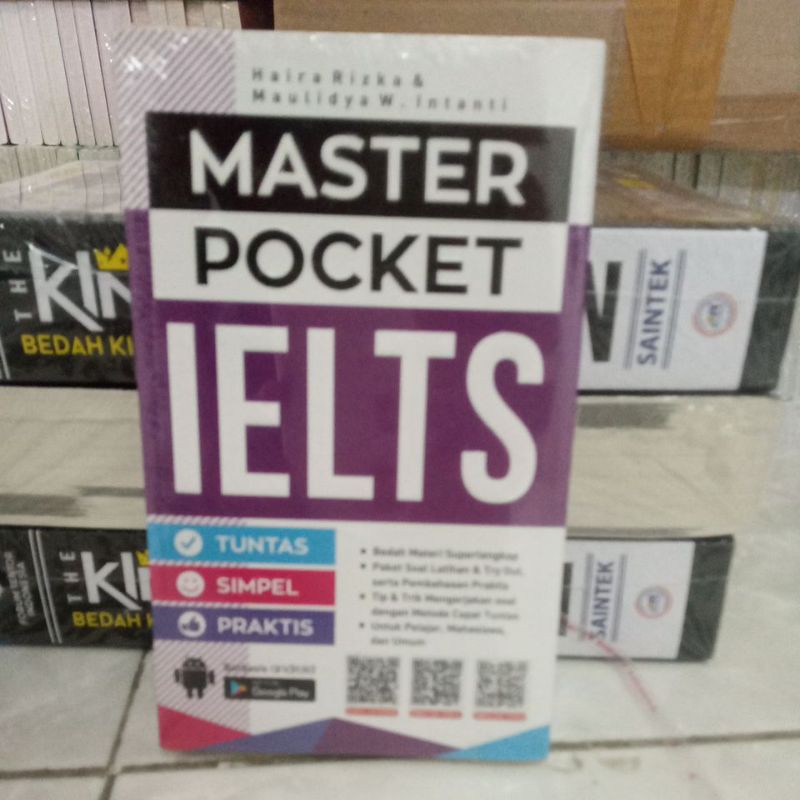 Haira Rizka &
Maulidya W. Intanti
MASTER
POCKET
IELTS
TUNTAS
SIMPEL
PRAKTIS
• Bedah Materi Superlengkap
• Paket Soal Latihan & Try Out,
serta Pembahasan Praktis
• Tip & Trik Mengerjakan soal
dengan Metode Cepat Tuntas
• Untuk Pelajar, Mahasiswa,
dan Umum
Google Play
THE
KIN
BEDAH KI
SAINTEK
THE
KI
BEDAH
SAINTEK